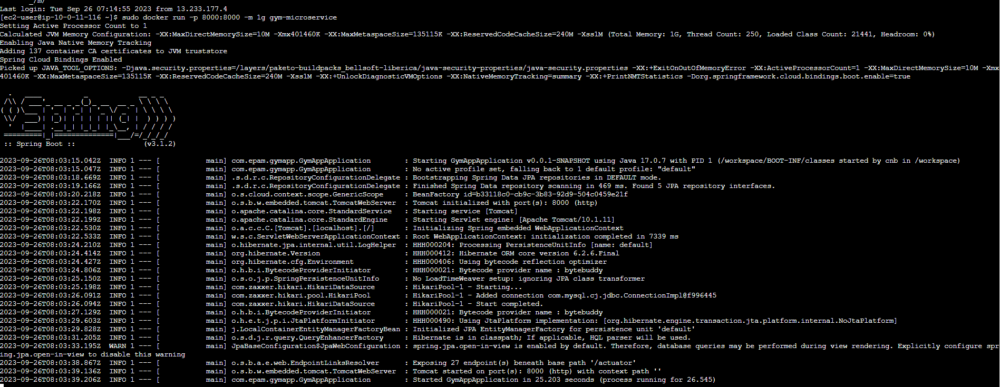 _/m/
Last login: Tue Sep 26 07:14:55 2023 from 13.233.177.4
[ec2-user@ip-10-0-11-116 ~]$ sudo docker run -p 8000:8000 -m 1g gym-microservice
Setting Active Processor Count to 1
Calculated JVM Memory Configuration: -XX:MaxDirectMemorySize=10M -Xmx401460K -XX:MaxMetaspaceSize=135115K -XX:ReservedCodeCacheSize=240M -Xss1M (Total Memory: 1G, Thread Count: 250, Loaded Class Count: 21441, Headroom: 0%)
Enabling Java Native Memory Tracking
Adding 137 container CA certificates to JVM truststore
Spring Cloud Bindings Enabled
Picked up JAVA_TOOL_OPTIONS: -Djava.security.properties=/layers/paketo-buildpacks_bellsoft-liberica/java-security-properties/java-security.properties -XX:+ExitOnOutOfMemoryError -XX:ActiveProcessorCount=1 -XX:MaxDirectMemorySize=10M -Xmx
401460K -XX:MaxMetaspaceSize=135115K -XX:ReservedCodeCacheSize=240M -Xss1M -XX:+UnlockDiagnosticVMOptions -XX:NativeMemoryTracking=summary -XX:+PrintNMTStatistics -Dorg.springframework.cloud.bindings.boot.enable=true
  .   ____          _            __ _ _
 /\\ / ___'_ __ _ _(_)_ __  __ _ \ \ \ \
( ( )\___ | '_ | '_| | '_ \/ _` | \ \ \ \
 \\/  ___)| |_)| | | | | || (_| |  ) ) ) )
  '  |____| .__|_| |_|_| |_\__, | / / / /
 =========|_|==============|___/=/_/_/_/
 :: Spring Boot ::                (v3.1.2)
2023-09-26T08:03:15.042Z  INFO 1 --- [           main] com.epam.gymapp.GymAppApplication        : Starting GymAppApplication v0.0.1-SNAPSHOT using Java 17.0.7 with PID 1 (/workspace/BOOT-INF/classes started by cnb in /workspace)
2023-09-26T08:03:15.047Z  INFO 1 --- [           main] com.epam.gymapp.GymAppApplication        : No active profile set, falling back to 1 default profile: "default"
2023-09-26T08:03:18.669Z  INFO 1 --- [           main] .s.d.r.c.RepositoryConfigurationDelegate : Bootstrapping Spring Data JPA repositories in DEFAULT mode.
2023-09-26T08:03:19.166Z  INFO 1 --- [           main] .s.d.r.c.RepositoryConfigurationDelegate : Finished Spring Data repository scanning in 469 ms. Found 5 JPA repository interfaces.
2023-09-26T08:03:20.218Z  INFO 1 --- [           main] o.s.cloud.context.scope.GenericScope     : BeanFactory id=b33118c0-cb9c-3b83-92d9-504c0459e21f
2023-09-26T08:03:22.170Z  INFO 1 --- [           main] o.s.b.w.embedded.tomcat.TomcatWebServer  : Tomcat initialized with port(s): 8000 (http)
2023-09-26T08:03:22.198Z  INFO 1 --- [           main] o.apache.catalina.core.StandardService   : Starting service [Tomcat]
2023-09-26T08:03:22.199Z  INFO 1 --- [           main] o.apache.catalina.core.StandardEngine    : Starting Servlet engine: [Apache Tomcat/10.1.11]
2023-09-26T08:03:22.530Z  INFO 1 --- [           main] o.a.c.c.C.[Tomcat].[localhost].[/]       : Initializing Spring embedded WebApplicationContext
2023-09-26T08:03:22.533Z  INFO 1 --- [           main] w.s.c.ServletWebServerApplicationContext : Root WebApplicationContext: initialization completed in 7339 ms
2023-09-26T08:03:24.210Z  INFO 1 --- [           main] o.hibernate.jpa.internal.util.LogHelper  : HHH000204: Processing PersistenceUnitInfo [name: default]
2023-09-26T08:03:24.414Z  INFO 1 --- [           main] org.hibernate.Version                    : HHH000412: Hibernate ORM core version 6.2.6.Final
2023-09-26T08:03:24.427Z  INFO 1 --- [           main] org.hibernate.cfg.Environment            : HHH000406: Using bytecode reflection optimizer
2023-09-26T08:03:24.806Z  INFO 1 --- [           main] o.h.b.i.BytecodeProviderInitiator        : HHH000021: Bytecode provider name : bytebuddy
2023-09-26T08:03:25.150Z  INFO 1 --- [           main] o.s.o.j.p.SpringPersistenceUnitInfo      : No LoadTimeWeaver setup: ignoring JPA class transformer
2023-09-26T08:03:25.198Z  INFO 1 --- [           main] com.zaxxer.hikari.HikariDataSource       : HikariPool-1 - Starting...
2023-09-26T08:03:26.091Z  INFO 1 --- [           main] com.zaxxer.hikari.pool.HikariPool        : HikariPool-1 - Added connection com.mysql.cj.jdbc.ConnectionImpl@f996445
2023-09-26T08:03:26.094Z  INFO 1 --- [           main] com.zaxxer.hikari.HikariDataSource       : HikariPool-1 - Start completed.
2023-09-26T08:03:27.129Z  INFO 1 --- [           main] o.h.b.i.BytecodeProviderInitiator        : HHH000021: Bytecode provider name : bytebuddy
2023-09-26T08:03:29.603Z  INFO 1 --- [           main] o.h.e.t.j.p.i.JtaPlatformInitiator       : HHH000490: Using JtaPlatform implementation: [org.hibernate.engine.transaction.jta.platform.internal.NoJtaPlatform]
2023-09-26T08:03:29.828Z  INFO 1 --- [           main] j.LocalContainerEntityManagerFactoryBean : Initialized JPA EntityManagerFactory for persistence unit 'default'
2023-09-26T08:03:31.205Z  INFO 1 --- [           main] o.s.d.j.r.query.QueryEnhancerFactory     : Hibernate is in classpath; If applicable, HQL parser will be used.
2023-09-26T08:03:33.195Z  WARN 1 --- [           main] JpaBaseConfiguration$JpaWebConfiguration : spring.jpa.open-in-view is enabled by default. Therefore, database queries may be performed during view rendering. Explicitly configure spr
ing.jpa.open-in-view to disable this warning
2023-09-26T08:03:38.867Z  INFO 1 --- [           main] o.s.b.a.e.web.EndpointLinksResolver      : Exposing 27 endpoint(s) beneath base path '/actuator'
2023-09-26T08:03:39.136Z  INFO 1 --- [           main] o.s.b.w.embedded.tomcat.TomcatWebServer  : Tomcat started on port(s): 8000 (http) with context path ''
2023-09-26T08:03:39.206Z  INFO 1 --- [           main] com.epam.gymapp.GymAppApplication        : Started GymAppApplication in 25.203 seconds (process running for 26.545)